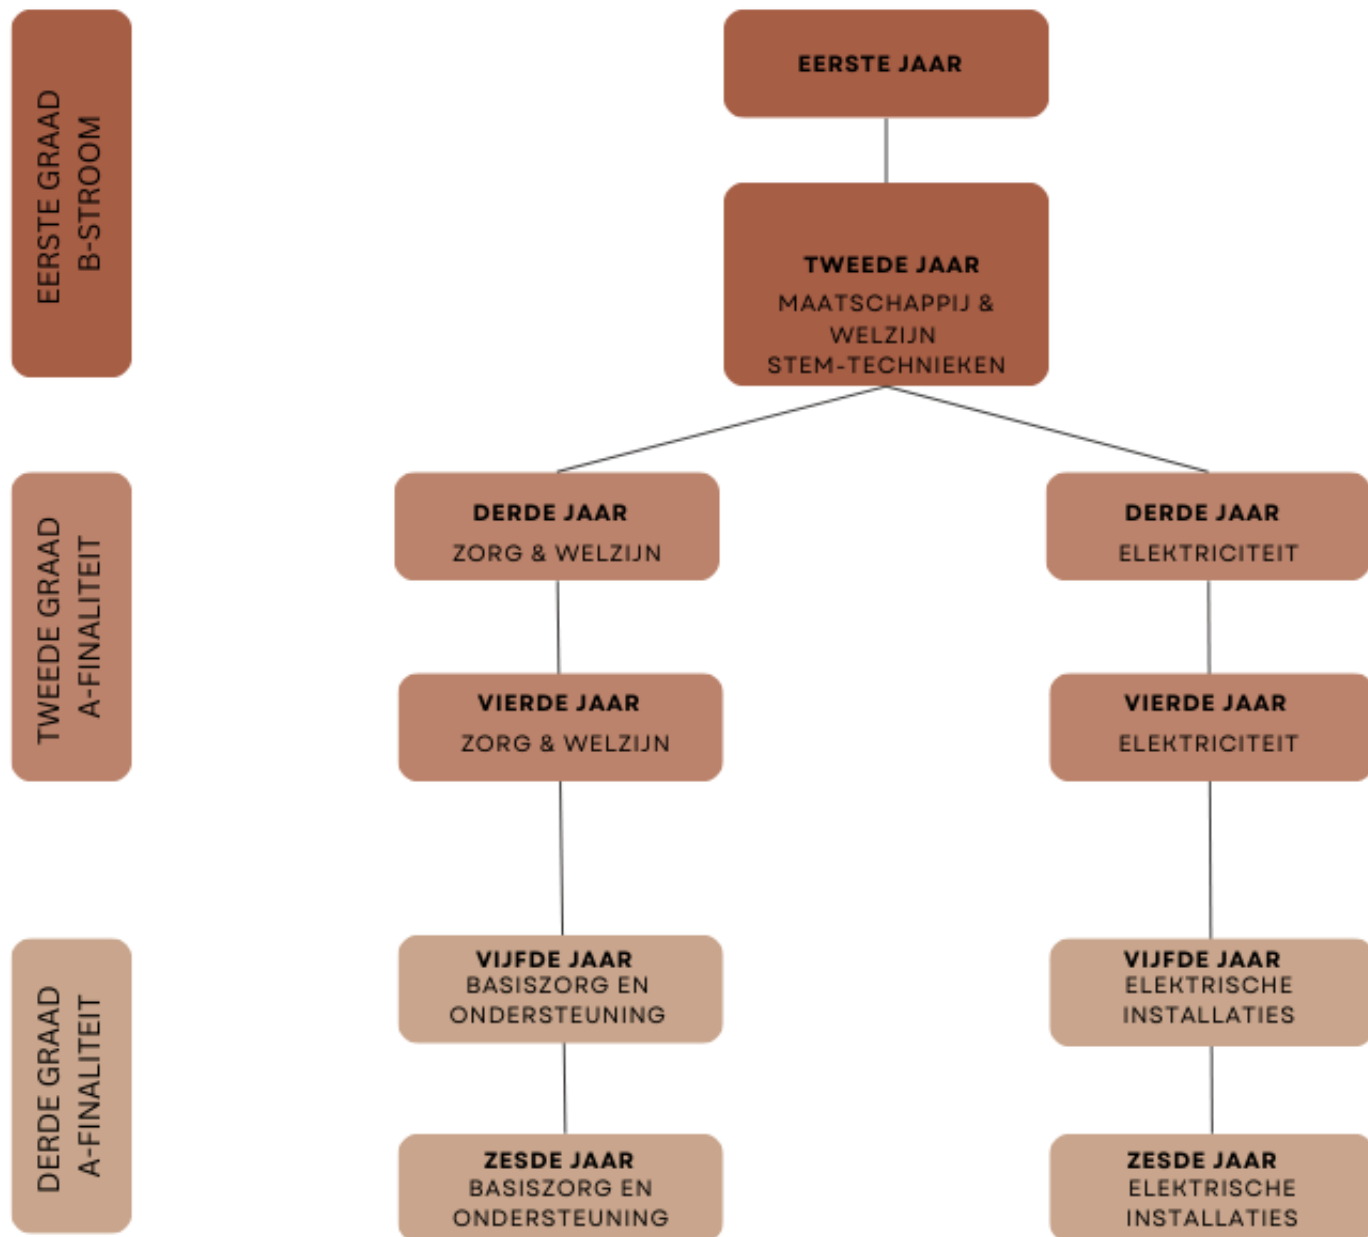 EERSTE GRAAD
B-STROOM
EERSTE JAAR
TWEEDE JAAR
MAATSCHAPPIJ &
WELZIJN
STEM-TECHNIEKEN
TWEEDE GRAAD
A-FINALITEIT
DERDE JAAR
ZORG & WELZIJN
DERDE JAAR
ELEKTRICITEIT
VIERDE JAAR
ZORG & WELZIJN
VIERDE JAAR
ELEKTRICITEIT
DERDE GRAAD
A-FINALITEIT
VIJFDE JAAR
BASISZORG EN
ONDERSTEUNING
VIJFDE JAAR
ELEKTRISCHE
INSTALLATIES
ZESDE JAAR
BASISZORG EN
ONDERSTEUNING
ZESDE JAAR
ELEKTRISCHE
INSTALLATIES